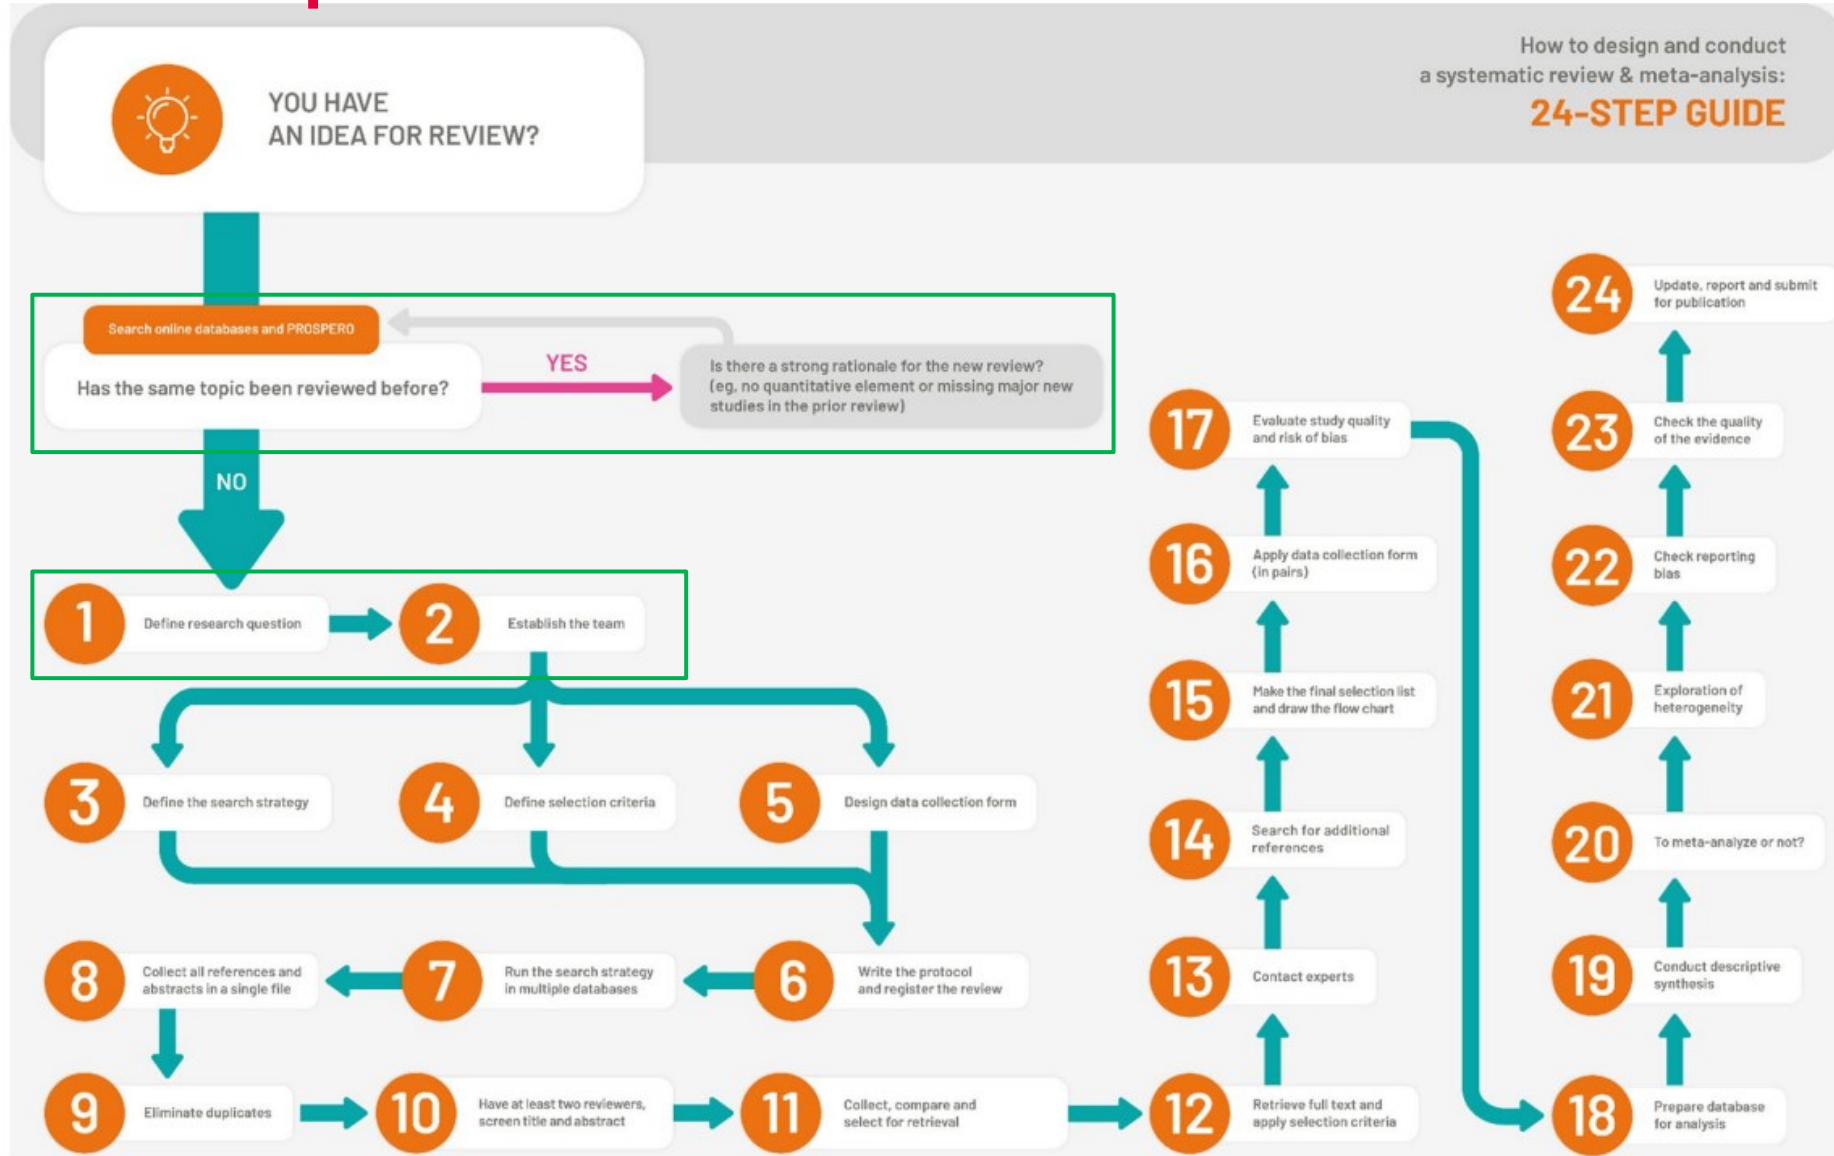 How to design and conduct
a systematic review & meta-analysis:
24-STEP GUIDE
YOU HAVE
AN IDEA FOR REVIEW?
Search online databases and PROSPERO
Has the same topic been reviewed before?
YES
Is there a strong rationale for the new review?
(eg, no quantitative element or missing major new
studies in the prior review)
NO
1
Define research question
2
Establish the team
3
Define the search strategy
4
Define selection criteria
5
Design data collection form
6
Write the protocol
and register the review
7
Run the search strategy
in multiple databases
8
Collect all references and
abstracts in a single file
9
Eliminate duplicates
10
Have at least two reviewers,
screen title and abstract
11
Collect, compare and
select for retrieval
12
Retrieve full text and
apply selection criteria
13
Contact experts
14
Search for additional
references
15
Make the final selection list
and draw the flow chart
16
Apply data collection form
(in pairs)
17
Evaluate study quality
and risk of bias
18
Prepare database
for analysis
19
Conduct descriptive
synthesis
20
To meta-analyze or not?
21
Exploration of
heterogeneity
22
Check reporting
bias
23
Check the quality
of the evidence
24
Update, report and submit
for publication